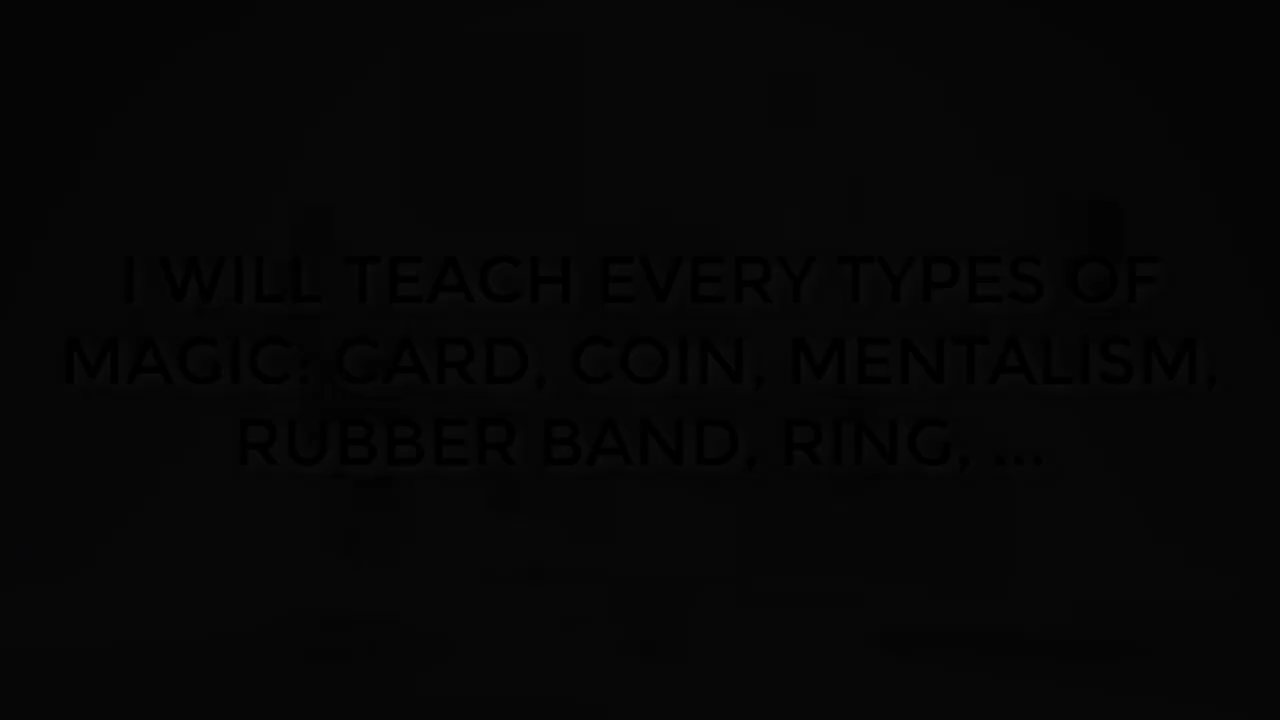 I WILL TEACH EVERY TYPES OF
MAGIC: CARD, COIN, MENTALISM,
RUBBER BAND, RING, ...